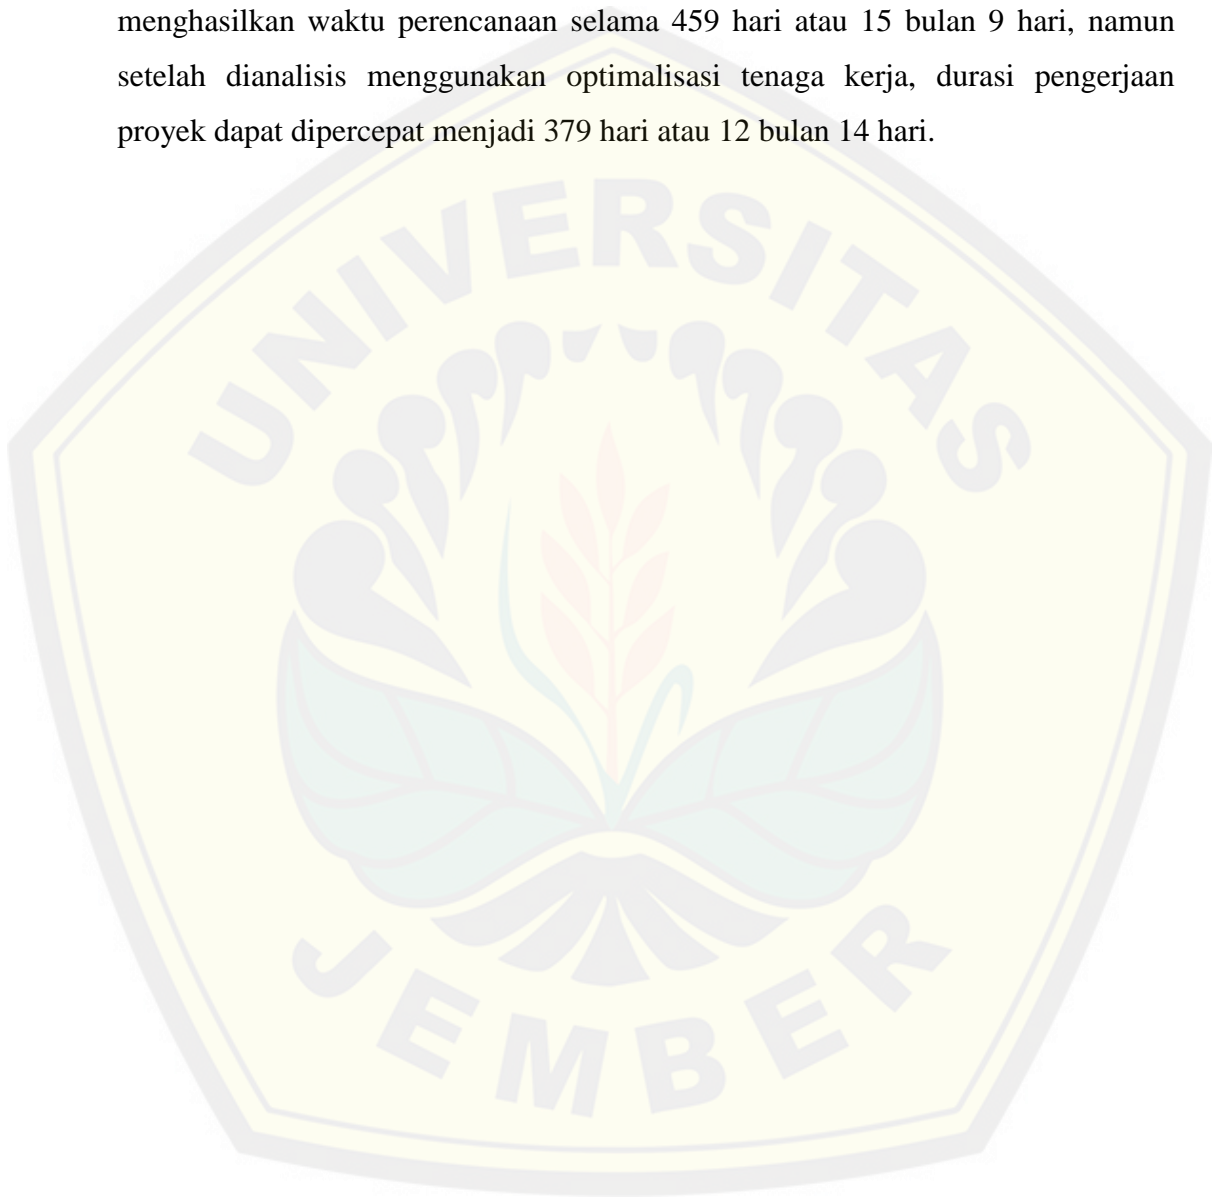 menghasilkan waktu perencanaan selama 459 hari atau 15 bulan 9 hari, namun
setelah dianalisis menggunakan optimalisasi tenaga kerja, durasi pengerjaan
proyek dapat dipercepat menjadi 379 hari atau 12 bulan 14 hari.
UNIVERSITAS
JEMBER